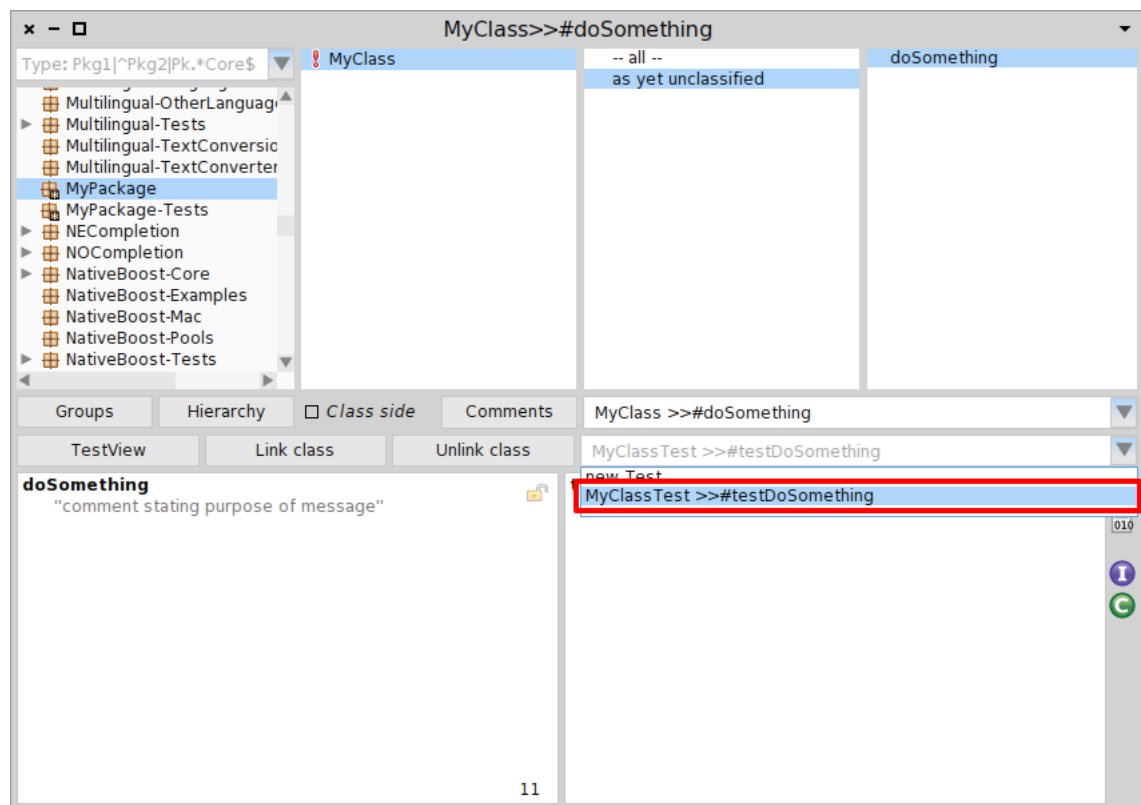 MyClass>>#doSomething
Type: Pkg1|^Pkg2|Pk.*Core$
Multilingual-OtherLanguag
Multilingual-Tests
Multilingual-TextConversio
Multilingual-TextConverter
MyPackage
MyPackage-Tests
NECompletion
NOCompletion
NativeBoost-Core
NativeBoost-Examples
NativeBoost-Mac
NativeBoost-Pools
NativeBoost-Tests
MyClass
-- all --
as yet unclassified
doSomething
Groups
Hierarchy
Class side
Comments
MyClass >>#doSomething
TestView
Link class
Unlink class
MyClassTest >>#testDoSomething
new Test
MyClassTest >>#testDoSomething
doSomething
"comment stating purpose of message"
11
010
I
C